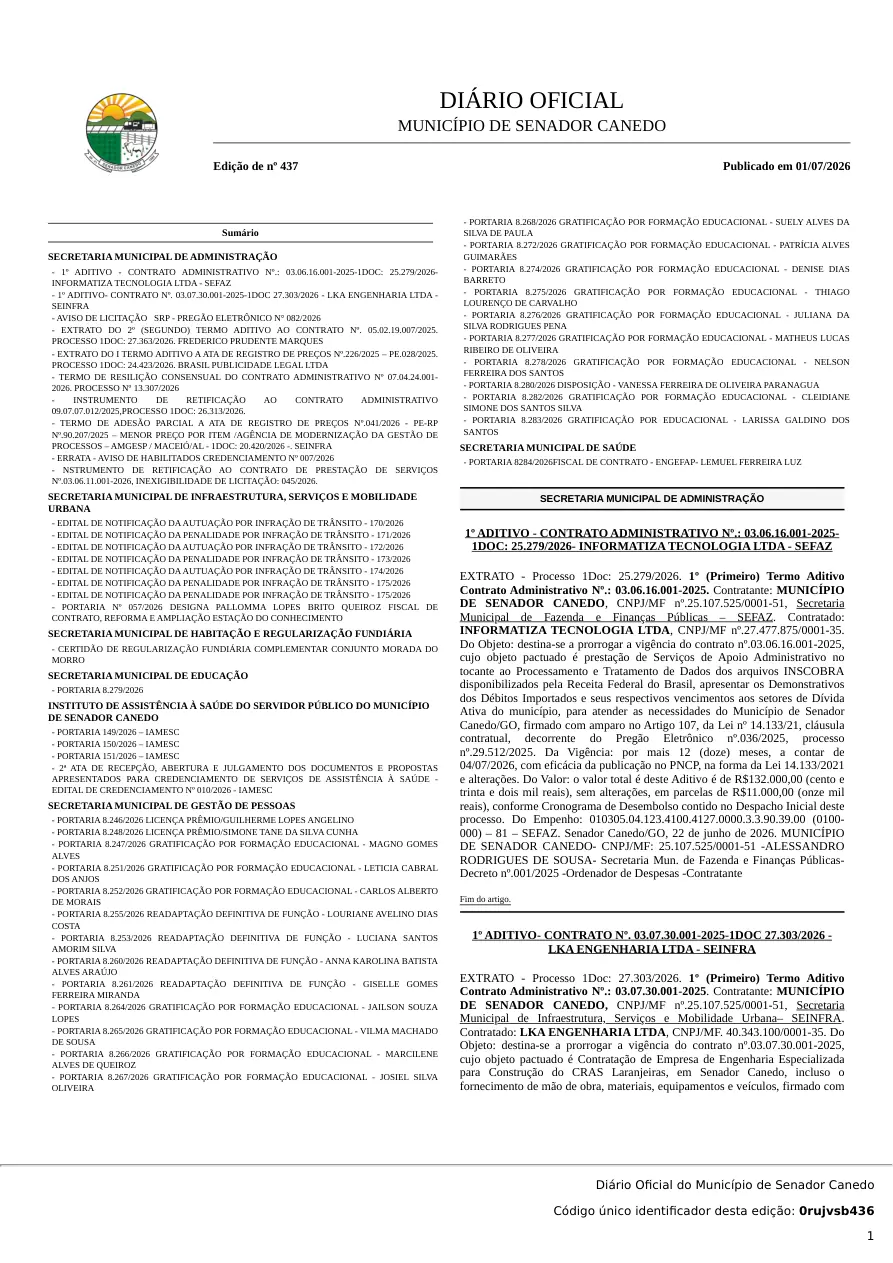 DIÁRIO OFICIAL
MUNICÍPIO DE SENADOR CANEDO
Edição de nº 437
Publicado em 01/07/2026
Sumário
SECRETARIA MUNICIPAL DE ADMINISTRAÇÃO
- 1º ADITIVO - CONTRATO ADMINISTRATIVO Nº.: 03.06.16.001-2025-1DOC: 25.279/2026-
INFORMATIZA TECNOLOGIA LTDA - SEFAZ
- 1º ADITIVO- CONTRATO Nº. 03.07.30.001-2025-1DOC 27.303/2026 - LKA ENGENHARIA LTDA -
SEINFRA
- AVISO DE LICITAÇÃO SRP - PREGÃO ELETRÔNICO N° 082/2026
- EXTRATO DO 2º (SEGUNDO) TERMO ADITIVO AO CONTRATO Nº. 05.02.19.007/2025.
PROCESSO 1DOC: 27.363/2026. FREDERICO PRUDENTE MARQUES
- EXTRATO DO I TERMO ADITIVO A ATA DE REGISTRO DE PREÇOS Nº.226/2025 – PE.028/2025.
PROCESSO 1DOC: 24.423/2026. BRASIL PUBLICIDADE LEGAL LTDA
- TERMO DE RESILIÇÃO CONSENSUAL DO CONTRATO ADMINISTRATIVO Nº 07.04.24.001-
2026. PROCESSO Nº 13.307/2026
- INSTRUMENTO DE RETIFICAÇÃO AO CONTRATO ADMINISTRATIVO
09.07.07.012/2025,PROCESSO 1DOC: 26.313/2026.
- TERMO DE ADESÃO PARCIAL A ATA DE REGISTRO DE PREÇOS Nº.041/2026 - PE-RP
Nº.90.207/2025 – MENOR PREÇO POR ITEM /AGÊNCIA DE MODERNIZAÇÃO DA GESTÃO DE
PROCESSOS – AMGESP / MACEIÓ/AL - 1DOC: 20.420/2026 -. SEINFRA
- ERRATA - AVISO DE HABILITADOS CREDENCIAMENTO Nº 007/2026
- NSTRUMENTO DE RETIFICAÇÃO AO CONTRATO DE PRESTAÇÃO DE SERVIÇOS
Nº.03.06.11.001-2026, INEXIGIBILIDADE DE LICITAÇÃO: 045/2026.
SECRETARIA MUNICIPAL DE INFRAESTRUTURA, SERVIÇOS E MOBILIDADE
URBANA
- EDITAL DE NOTIFICAÇÃO DA AUTUAÇÃO POR INFRAÇÃO DE TRÂNSITO - 170/2026
- EDITAL DE NOTIFICAÇÃO DA PENALIDADE POR INFRAÇÃO DE TRÂNSITO - 171/2026
- EDITAL DE NOTIFICAÇÃO DA AUTUAÇÃO POR INFRAÇÃO DE TRÂNSITO - 172/2026
- EDITAL DE NOTIFICAÇÃO DA PENALIDADE POR INFRAÇÃO DE TRÂNSITO - 173/2026
- EDITAL DE NOTIFICAÇÃO DA AUTUAÇÃO POR INFRAÇÃO DE TRÂNSITO - 174/2026
- EDITAL DE NOTIFICAÇÃO DA PENALIDADE POR INFRAÇÃO DE TRÂNSITO - 175/2026
- EDITAL DE NOTIFICAÇÃO DA PENALIDADE POR INFRAÇÃO DE TRÂNSITO - 175/2026
- PORTARIA Nº 057/2026 DESIGNA PALLOMMA LOPES BRITO QUEIROZ FISCAL DE
CONTRATO, REFORMA E AMPLIAÇÃO ESTAÇÃO DO CONHECIMENTO
SECRETARIA MUNICIPAL DE HABITAÇÃO E REGULARIZAÇÃO FUNDIÁRIA
- CERTIDÃO DE REGULARIZAÇÃO FUNDIÁRIA COMPLEMENTAR CONJUNTO MORADA DO
MORRO
SECRETARIA MUNICIPAL DE EDUCAÇÃO
- PORTARIA 8.279/2026
INSTITUTO DE ASSISTÊNCIA À SAÚDE DO SERVIDOR PÚBLICO DO MUNICÍPIO
DE SENADOR CANEDO
- PORTARIA 149/2026 – IAMESC
- PORTARIA 150/2026 – IAMESC
- PORTARIA 151/2026 – IAMESC
- 2ª ATA DE RECEPÇÃO, ABERTURA E JULGAMENTO DOS DOCUMENTOS E PROPOSTAS
APRESENTADOS PARA CREDENCIAMENTO DE SERVIÇOS DE ASSISTÊNCIA À SAÚDE -
EDITAL DE CREDENCIAMENTO Nº 010/2026 - IAMESC
SECRETARIA MUNICIPAL DE GESTÃO DE PESSOAS
- PORTARIA 8.246/2026 LICENÇA PRÊMIO/GUILHERME LOPES ANGELINO
- PORTARIA 8.248/2026 LICENÇA PRÊMIO/SIMONE TANE DA SILVA CUNHA
- PORTARIA 8.247/2026 GRATIFICAÇÃO POR FORMAÇÃO EDUCACIONAL - MAGNO GOMES
ALVES
- PORTARIA 8.251/2026 GRATIFICAÇÃO POR FORMAÇÃO EDUCACIONAL - LETICIA CABRAL
DOS ANJOS
- PORTARIA 8.252/2026 GRATIFICAÇÃO POR FORMAÇÃO EDUCACIONAL - CARLOS ALBERTO
DE MORAIS
- PORTARIA 8.255/2026 READAPTAÇÃO DEFINITIVA DE FUNÇÃO - LOURIANE AVELINO DIAS
COSTA
- PORTARIA 8.253/2026 READAPTAÇÃO DEFINITIVA DE FUNÇÃO - LUCIANA SANTOS
AMORIM SILVA
- PORTARIA 8.260/2026 READAPTAÇÃO DEFINITIVA DE FUNÇÃO - ANNA KAROLINA BATISTA
ALVES ARAÚJO
- PORTARIA 8.261/2026 READAPTAÇÃO DEFINITIVA DE FUNÇÃO - GISELLE GOMES
FERREIRA MIRANDA
- PORTARIA 8.264/2026 GRATIFICAÇÃO POR FORMAÇÃO EDUCACIONAL - JAILSON SOUZA
LOPES
- PORTARIA 8.265/2026 GRATIFICAÇÃO POR FORMAÇÃO EDUCACIONAL - VILMA MACHADO
DE SOUSA
- PORTARIA 8.266/2026 GRATIFICAÇÃO POR FORMAÇÃO EDUCACIONAL - MARCILENE
ALVES DE QUEIROZ
- PORTARIA 8.267/2026 GRATIFICAÇÃO POR FORMAÇÃO EDUCACIONAL - JOSIEL SILVA
OLIVEIRA
- PORTARIA 8.268/2026 GRATIFICAÇÃO POR FORMAÇÃO EDUCACIONAL - SUELY ALVES DA
SILVA DE PAULA
- PORTARIA 8.272/2026 GRATIFICAÇÃO POR FORMAÇÃO EDUCACIONAL - PATRÍCIA ALVES
GUIMARÃES
- PORTARIA 8.274/2026 GRATIFICAÇÃO POR FORMAÇÃO EDUCACIONAL - DENISE DIAS
BARRETO
- PORTARIA 8.275/2026 GRATIFICAÇÃO POR FORMAÇÃO EDUCACIONAL - THIAGO
LOURENÇO DE CARVALHO
- PORTARIA 8.276/2026 GRATIFICAÇÃO POR FORMAÇÃO EDUCACIONAL - JULIANA DA
SILVA RODRIGUES PENA
- PORTARIA 8.277/2026 GRATIFICAÇÃO POR FORMAÇÃO EDUCACIONAL - MATHEUS LUCAS
RIBEIRO DE OLIVEIRA
- PORTARIA 8.278/2026 GRATIFICAÇÃO POR FORMAÇÃO EDUCACIONAL - NELSON
FERREIRA DOS SANTOS
- PORTARIA 8.280/2026 DISPOSIÇÃO - VANESSA FERREIRA DE OLIVEIRA PARANAGUA
- PORTARIA 8.282/2026 GRATIFICAÇÃO POR FORMAÇÃO EDUCACIONAL - CLEIDIANE
SIMONE DOS SANTOS SILVA
- PORTARIA 8.283/2026 GRATIFICAÇÃO POR EDUCACIONAL - LARISSA GALDINO DOS
SANTOS
SECRETARIA MUNICIPAL DE SAÚDE
- PORTARIA 8284/2026FISCAL DE CONTRATO - ENGEFAP- LEMUEL FERREIRA LUZ
SECRETARIA MUNICIPAL DE ADMINISTRAÇÃO
1º ADITIVO - CONTRATO ADMINISTRATIVO Nº.: 03.06.16.001-2025-
1DOC: 25.279/2026- INFORMATIZA TECNOLOGIA LTDA - SEFAZ
EXTRATO - Processo 1Doc: 25.279/2026. 1º (Primeiro) Termo Aditivo
Contrato Administrativo Nº.: 03.06.16.001-2025. Contratante: MUNICÍPIO
DE SENADOR CANEDO, CNPJ/MF nº.25.107.525/0001-51, Secretaria
Municipal de Fazenda e Finanças Públicas – SEFAZ. Contratado:
INFORMATIZA TECNOLOGIA LTDA, CNPJ/MF nº.27.477.875/0001-35.
Do Objeto: destina-se a prorrogar a vigência do contrato nº.03.06.16.001-2025,
cujo objeto pactuado é prestação de Serviços de Apoio Administrativo no
tocante ao Processamento e Tratamento de Dados dos arquivos INSCOBRA
disponibilizados pela Receita Federal do Brasil, apresentar os Demonstrativos
dos Débitos Importados e seus respectivos vencimentos aos setores de Dívida
Ativa do município, para atender as necessidades do Município de Senador
Canedo/GO, firmado com amparo no Artigo 107, da Lei nº 14.133/21, cláusula
contratual, decorrente do Pregão Eletrônico nº.036/2025, processo
nº.29.512/2025. Da Vigência: por mais 12 (doze) meses, a contar de
04/07/2026, com eficácia da publicação no PNCP, na forma da Lei 14.133/2021
e alterações. Do Valor: o valor total é deste Aditivo é de R$132.000,00 (cento e
trinta e dois mil reais), sem alterações, em parcelas de R$11.000,00 (onze mil
reais), conforme Cronograma de Desembolso contido no Despacho Inicial deste
processo. Do Empenho: 010305.04.123.4100.4127.0000.3.3.90.39.00 (0100-
000) – 81 – SEFAZ. Senador Canedo/GO, 22 de junho de 2026. MUNICÍPIO
DE SENADOR CANEDO- CNPJ/MF: 25.107.525/0001-51 -ALESSANDRO
RODRIGUES DE SOUSA- Secretaria Mun. de Fazenda e Finanças Públicas-
Decreto nº.001/2025 -Ordenador de Despesas -Contratante
Fim do artigo.
1º ADITIVO- CONTRATO Nº. 03.07.30.001-2025-1DOC 27.303/2026 -
LKA ENGENHARIA LTDA - SEINFRA
EXTRATO - Processo 1Doc: 27.303/2026. 1º (Primeiro) Termo Aditivo
Contrato Administrativo Nº.: 03.07.30.001-2025. Contratante: MUNICÍPIO
DE SENADOR CANEDO, CNPJ/MF nº.25.107.525/0001-51, Secretaria
Municipal de Infraestrutura, Serviços e Mobilidade Urbana– SEINFRA.
Contratado: LKA ENGENHARIA LTDA, CNPJ/MF. 40.343.100/0001-35. Do
Objeto: destina-se a prorrogar a vigência do contrato nº.03.07.30.001-2025,
cujo objeto pactuado é Contratação de Empresa de Engenharia Especializada
para Construção do CRAS Laranjeiras, em Senador Canedo, incluso o
fornecimento de mão de obra, materiais, equipamentos e veículos, firmado com
Diário Oficial do Município de Senador Canedo
Código único identificador desta edição: 0rujvsb436
1